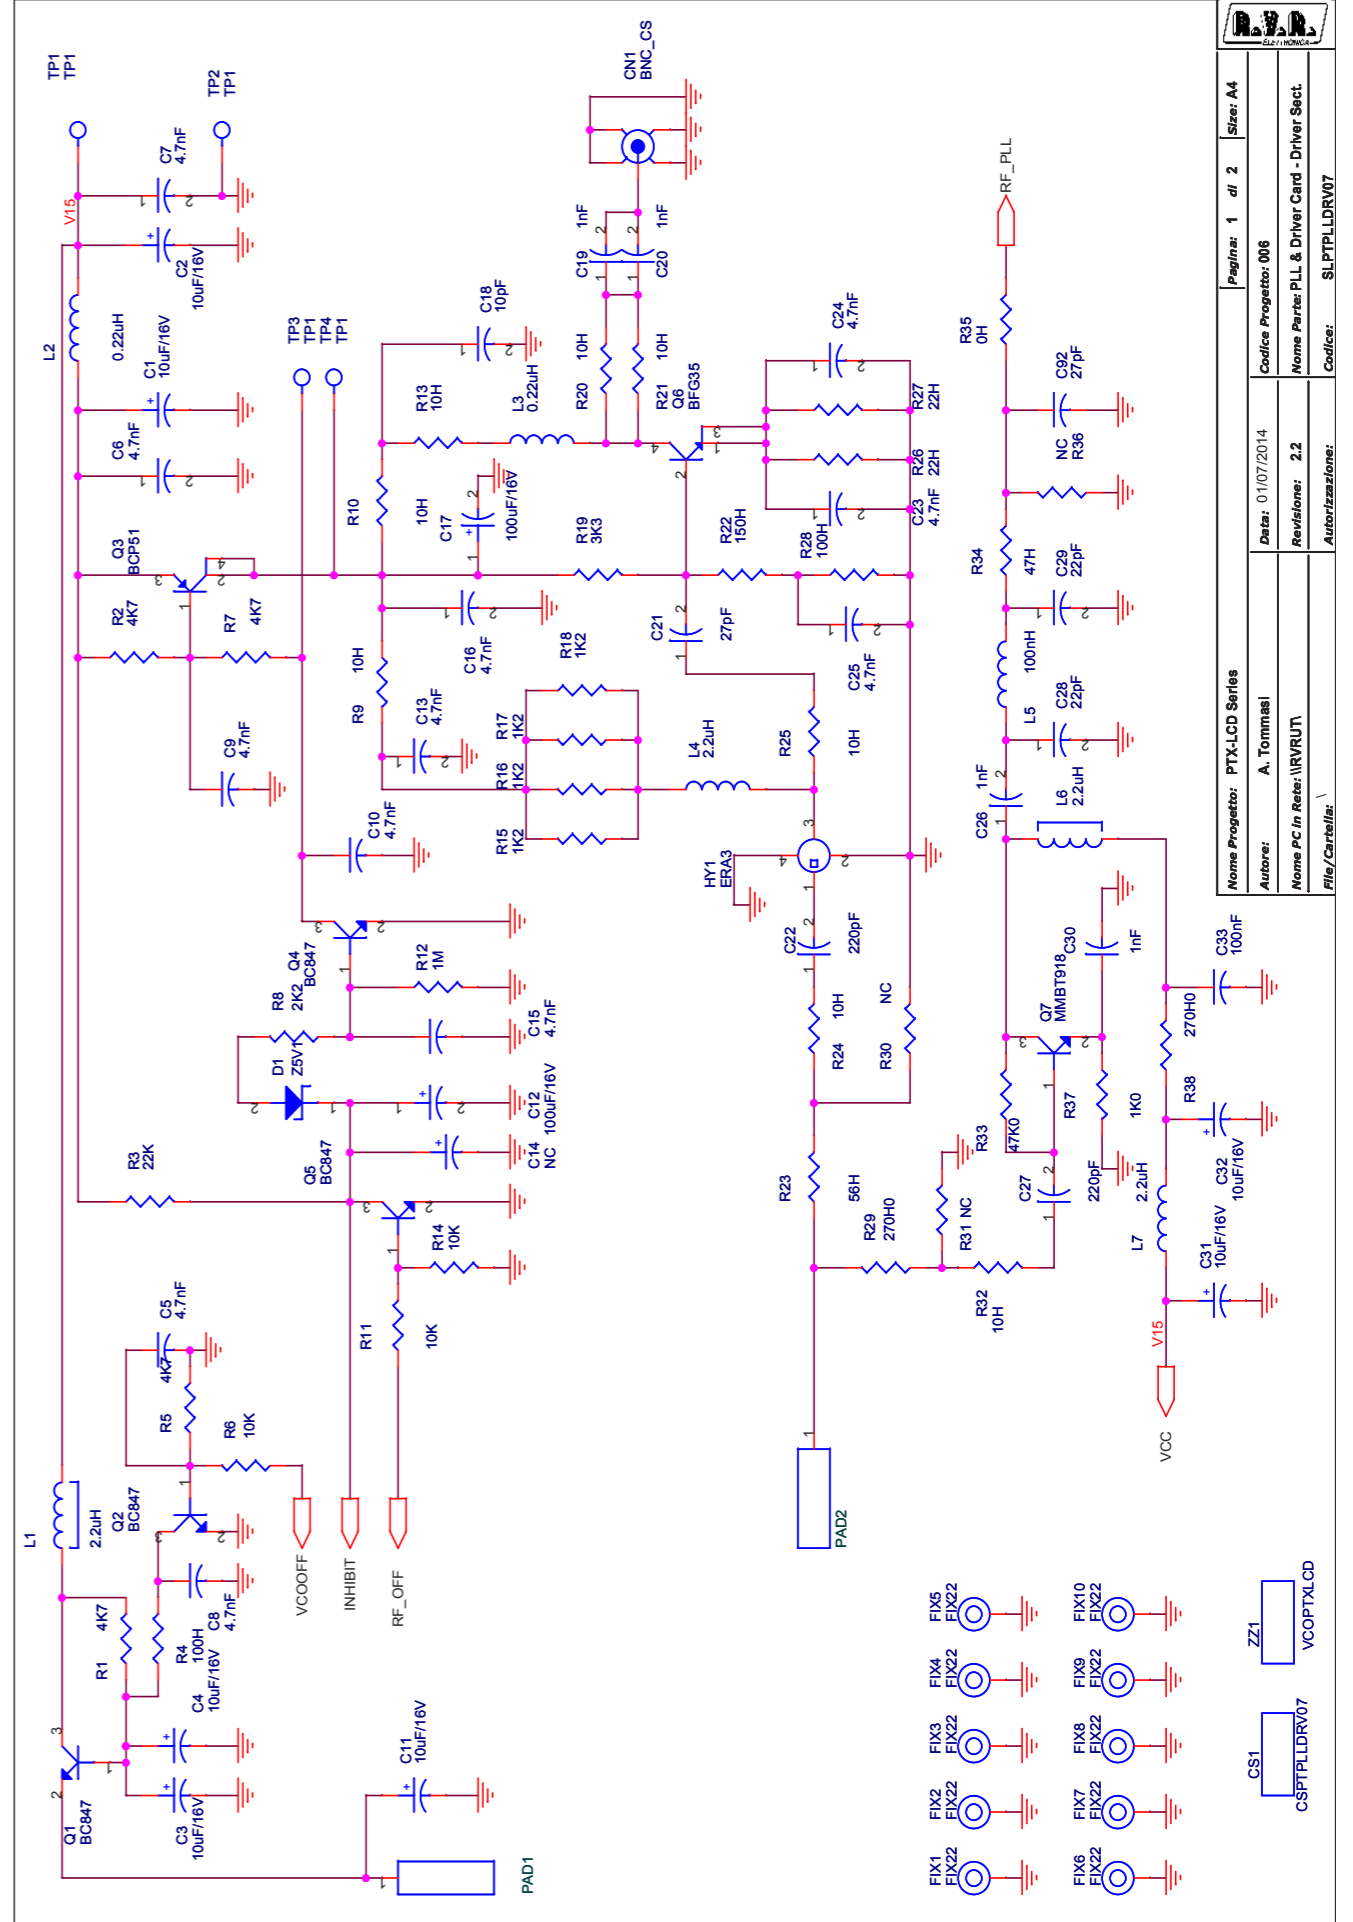 TP1
TP1
TP2
TP1
V15
C7
4.7nF
C2
10uF/16V
L2
0.22uH
C1
10uF/16V
C6
4.7nF
TP3
TP1
TP4
TP1
CN1
BNC_CS
C19
1nF
C20
1nF
C18
10pF
R13
10H
L3
0.22uH
R20
10H
R21
10H
Q6
BFG35
C24
4.7nF
R27
22H
R26
22H
C23
4.7nF
R10
10H
C17
100uF/16V
R19
3K3
R22
150H
R28
100H
Q3
BCP51
R2
4K7
R7
4K7
C9
4.7nF
R9
10H
C16
4.7nF
C13
4.7nF
R18
1K2
R17
1K2
R16
1K2
R15
1K2
C21
27pF
L4
2.2uH
R25
10H
C25
4.7nF
C10
4.7nF
HY1
ERA3
C22
220pF
R24
10H
R30
NC
Q4
BC847
R8
2K2
R12
1M
C15
4.7nF
D1
Z5V1
C12
100uF/16V
C14
NC
R3
22K
Q5
BC847
R14
10K
R11
10K
R23
56H
R29
270H0
R31 NC
R32
10H
R33
47K0
C27
220pF
Q7
MMBT918
R37
1K0
C30
1nF
C26
1nF
L6
2.2uH
L5
100nH
C28
22pF
C29
22pF
R34
47H
NC
R36
C92
27pF
R35
0H
RF_PLL
C33
100nF
R38
270H0
C32
10uF/16V
L7
2.2uH
C31
10uF/16V
V15
VCC
C5
4.7nF
R5
4K7
R6
10K
L1
2.2uH
Q2
BC847
VCOOFF
INHIBIT
RF_OFF
R1
4K7
R4
100H
C8
4.7nF
C4
10uF/16V
C3
10uF/16V
Q1
BC847
C11
10uF/16V
PAD1
PAD2
FIX1
FIX22
FIX2
FIX22
FIX3
FIX22
FIX4
FIX22
FIX5
FIX22
FIX6
FIX22
FIX7
FIX22
FIX8
FIX22
FIX9
FIX22
FIX10
FIX22
CS1
CSPTPLLDRV07
ZZ1
VCOPTXLCD
Nome Progetto: PTX-LCD Series
Pagina: 1 di 2
Size: A4
Autore: A. Tommasi
Data: 01/07/2014
Codice Progetto: 006
Nome PC in Rete: \\RVRUT\
Revisione: 2.2
Nome Parte: PLL & Driver Card - Driver Sect.
File/Cartella: \
Autorizzazione:
Codice: SLPTPLLDRV07
R.V.R.
ELETTRONICA